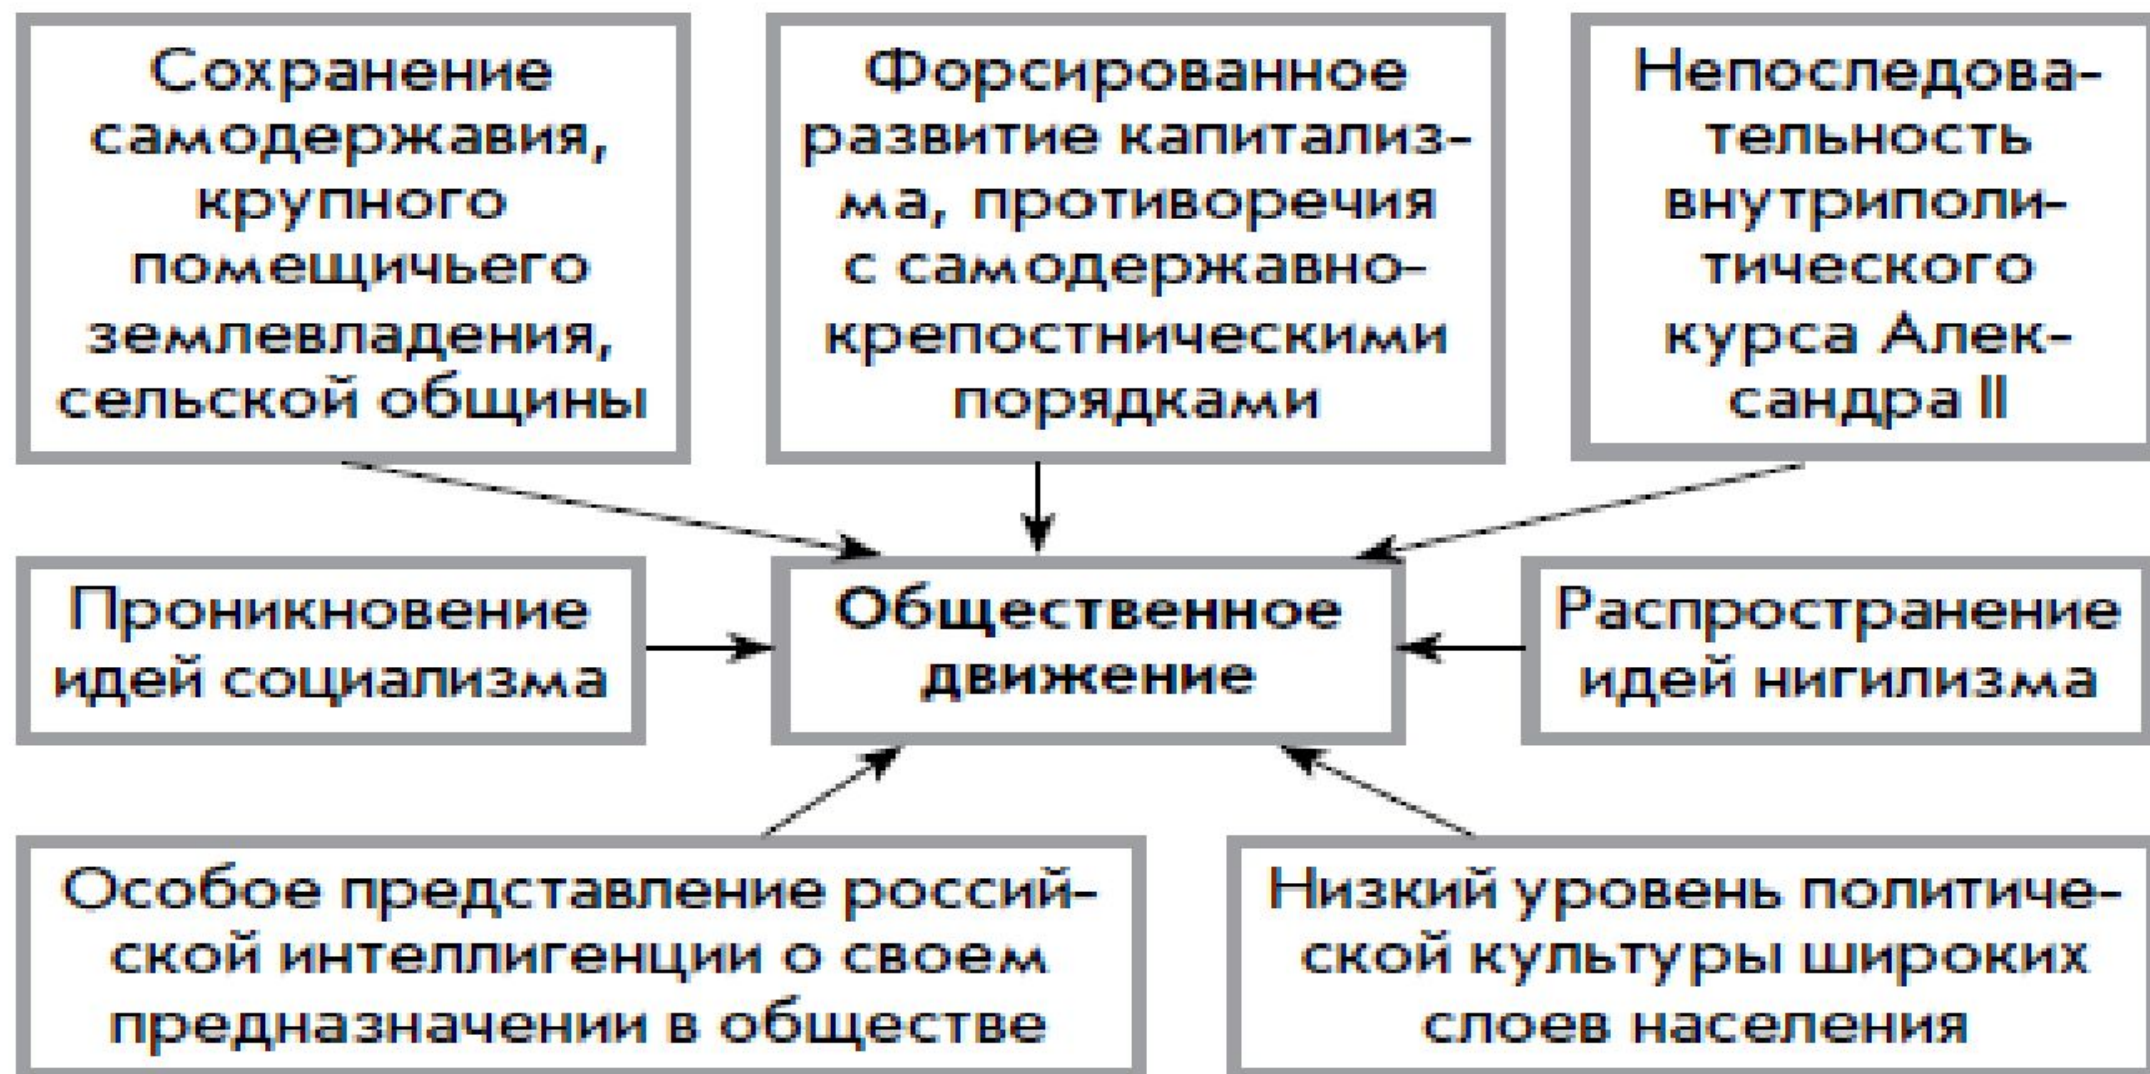 Сохранение
самодержавия,
крупного
помещичьего
землевладения,
сельской общины
Форсированное
развитие капитализ-
ма, противоречия
с самодержавно-
крепостническими
порядками
Непоследова-
тельность
внутриполи-
тического
курса Алек-
сандра II
Проникновение
идей социализма
Общественное
движение
Распространение
идей нигилизма
Особое представление россий-
ской интеллигенции о своем
предназначении в обществе
Низкий уровень политиче-
ской культуры широких
слоев населения